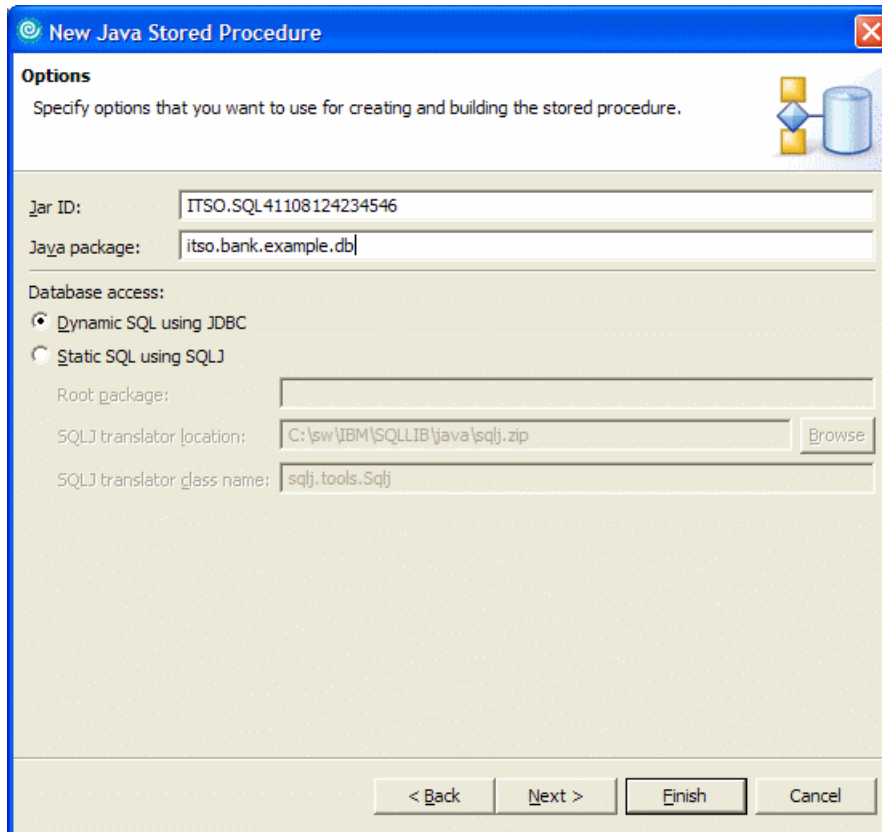 New Java Stored Procedure
Options
Specify options that you want to use for creating and building the stored procedure.
Jar ID: ITSO.SQL41108124234546
Java package: itso.bank.example.db
Database access:
Dynamic SQL using JDBC
Static SQL using SQLJ
Root package:
SQLJ translator location: C:\sw\IBM\SQLLIB\java\sqlj.zip Browse
SQLJ translator class name: sqlj.tools.Sqlj
< Back Next > Finish Cancel